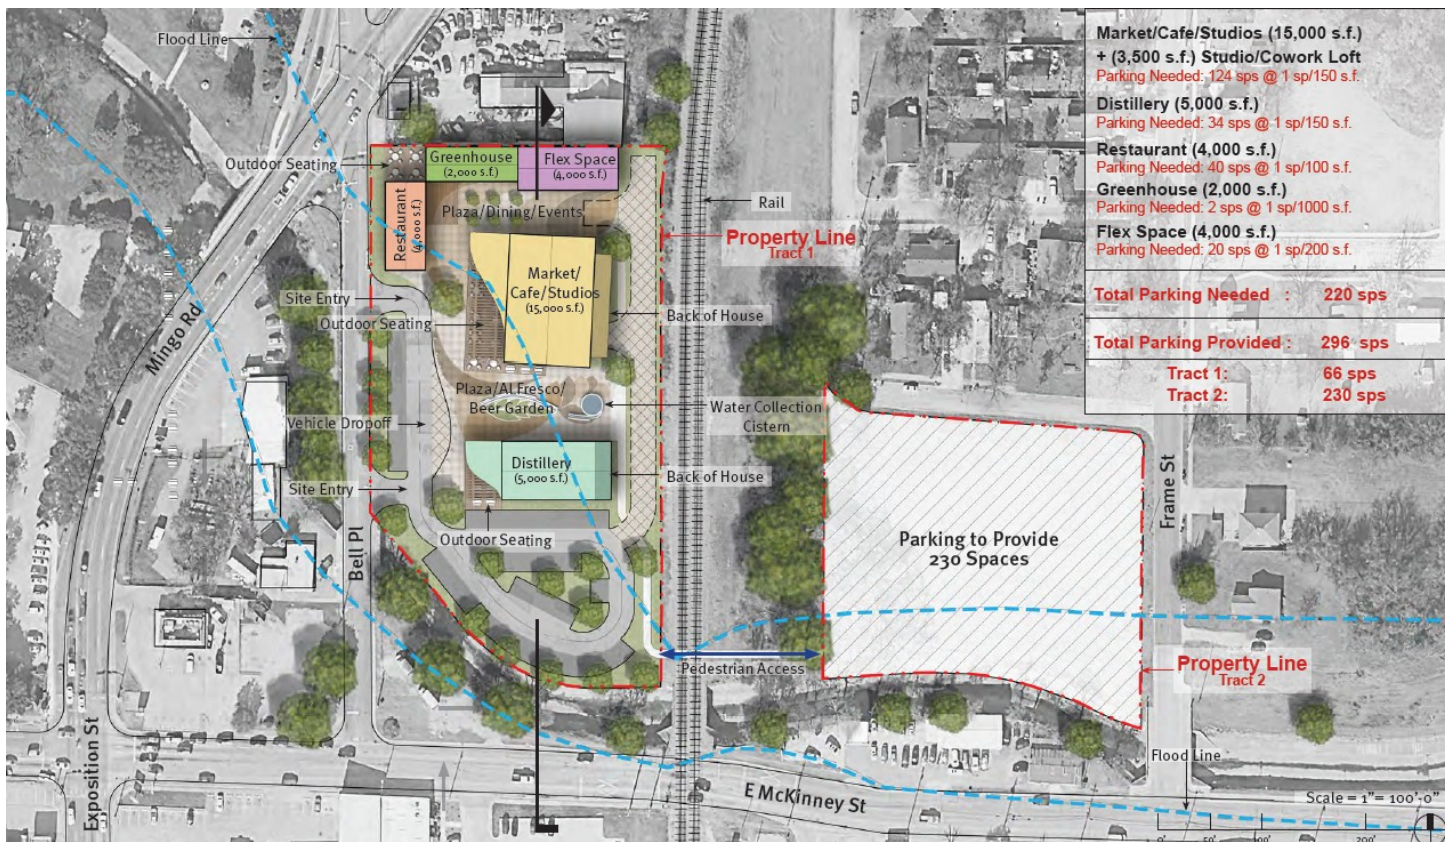 Flood Line
Outdoor Seating
Greenhouse
(2,000 s.f.)
Flex Space
(4,000 s.f.)
Restaurant
(4,000 s.f.)
Plaza/Dining/Events
Rail
Property Line
Tract 1
Market/
Cafe/Studios
(15,000 s.f.)
Site Entry
Outdoor Seating
Back of House
Mingo Rd
Plaza/Al Fresco/
Beer Garden
Water Collection
Cistern
Vehicle Dropoff
Distillery
(5,000 s.f.)
Back of House
Site Entry
Outdoor Seating
Bell Pl
Parking to Provide
230 Spaces
Frame St
Pedestrian Access
Property Line
Tract 2
Exposition St
E McKinney St
Flood Line
Scale = 1"= 100'-0"
0' 50' 100' 200'
Market/Cafe/Studios (15,000 s.f.)
+ (3,500 s.f.) Studio/Cowork Loft
Parking Needed: 124 sps @ 1 sp/150 s.f.
Distillery (5,000 s.f.)
Parking Needed: 34 sps @ 1 sp/150 s.f.
Restaurant (4,000 s.f.)
Parking Needed: 40 sps @ 1 sp/100 s.f.
Greenhouse (2,000 s.f.)
Parking Needed: 2 sps @ 1 sp/1000 s.f.
Flex Space (4,000 s.f.)
Parking Needed: 20 sps @ 1 sp/200 s.f.
Total Parking Needed : 220 sps
Total Parking Provided : 296 sps
Tract 1: 66 sps
Tract 2: 230 sps